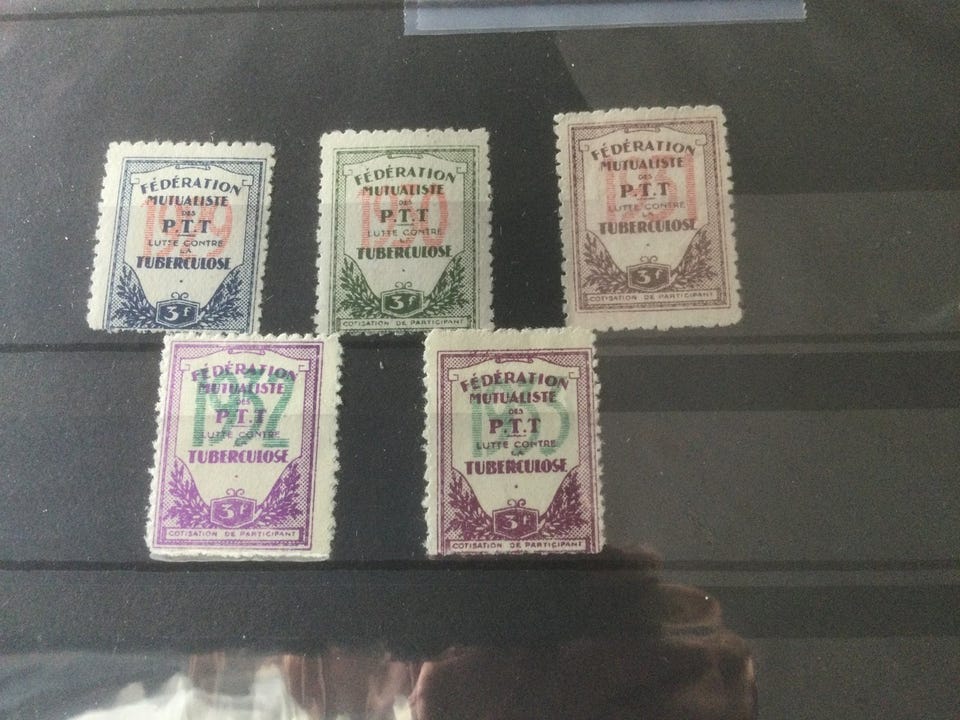 1929
FÉDÉRATION
MUTUALISTE
DES
P.T.T
LUTTE CONTRE
LA
TUBERCULOSE
3F
1930
FÉDÉRATION
MUTUALISTE
DES
P.T.T
LUTTE CONTRE
LA
TUBERCULOSE
3F
COTISATION DE PARTICIPANT
1931
FÉDÉRATION
MUTUALISTE
DES
P.T.T
LUTTE CONTRE
LA
TUBERCULOSE
3F
COTISATION DE PARTICIPANT
1932
FÉDÉRATION
MUTUALISTE
DES
P.T.T
LUTTE CONTRE
TUBERCULOSE
3F
COTISATION DE PARTICIPANT
1933
FÉDÉRATION
MUTUALISTE
DES
P.T.T
LUTTE CONTRE
LA
TUBERCULOSE
3F
COTISATION DE PARTICIPANT